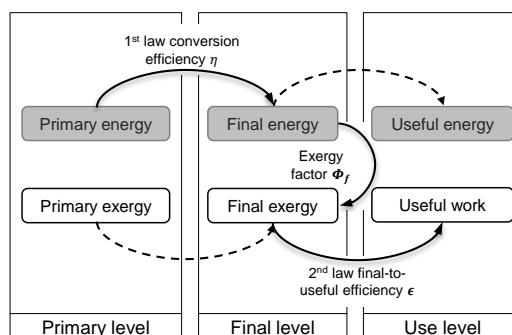 1st law conversion
efficiency η
Primary energy
Final energy
Useful energy
Exergy
factor Φf
Primary exergy
Final exergy
Useful work
2nd law final-to-
useful efficiency ϵ
Primary level
Final level
Use level